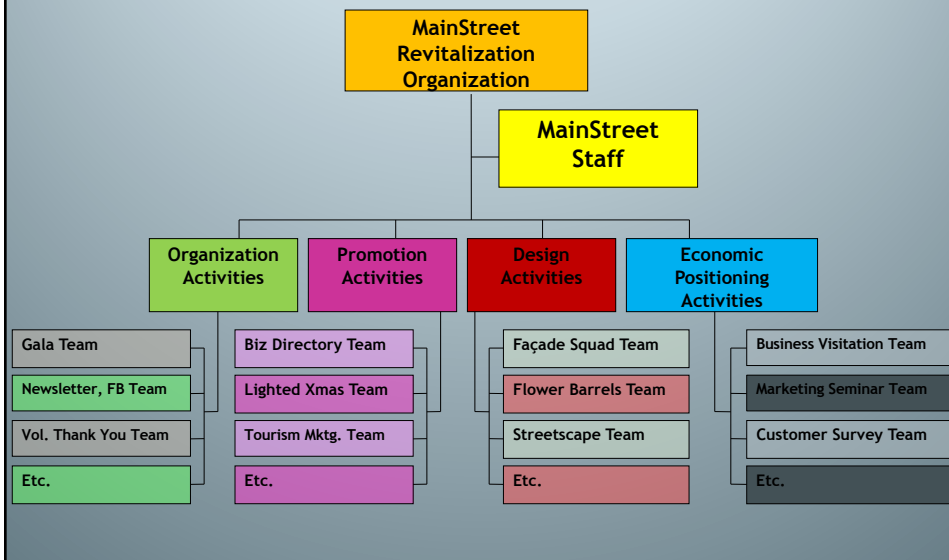 MainStreet
Revitalization
Organization
MainStreet
Staff
Organization
Activities
Promotion
Activities
Design
Activities
Economic
Positioning
Activities
Gala Team
Newsletter, FB Team
Vol. Thank You Team
Etc.
Biz Directory Team
Lighted Xmas Team
Tourism Mktg. Team
Etc.
Façade Squad Team
Flower Barrels Team
Streetscape Team
Etc.
Business Visitation Team
Marketing Seminar Team
Customer Survey Team
Etc.